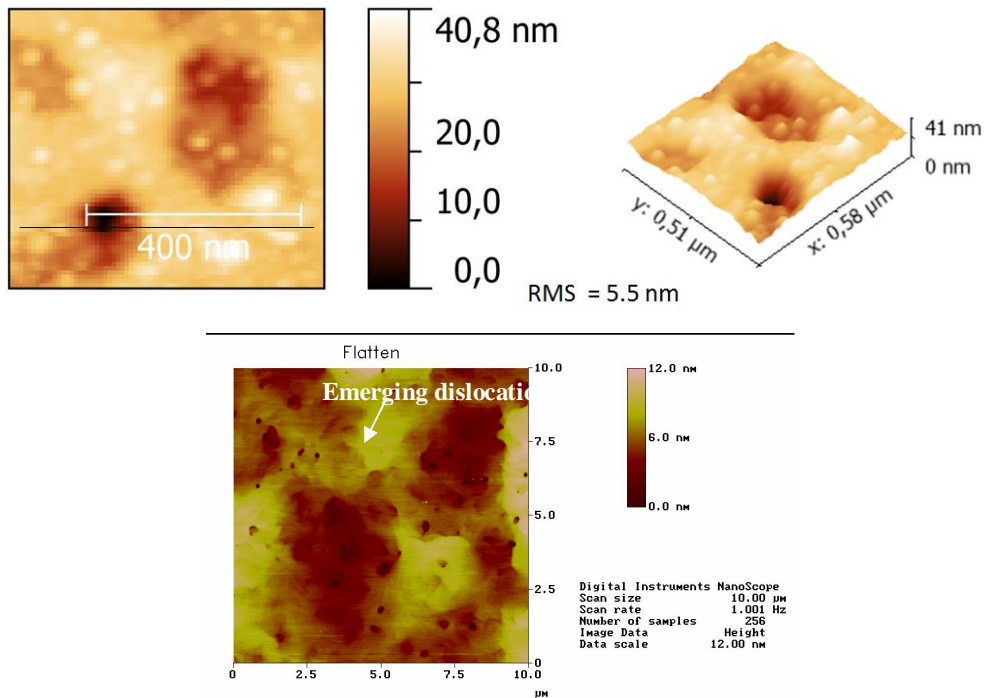 40,8 nm
20,0
10,0
0,0
400 nm
41 nm
0 nm
y: 0,51 µm
x: 0,58 µm
RMS = 5.5 nm
Flatten
Emerging dislocatio
10.0
7.5
5.0
2.5
0
0 2.5 5.0 7.5 10.0
µm
12.0 nm
6.0 nm
0.0 nm
Digital Instruments NanoScope
Scan size 10.00 µm
Scan rate 1.001 Hz
Number of samples 256
Image Data Height
Data scale 12.00 nm